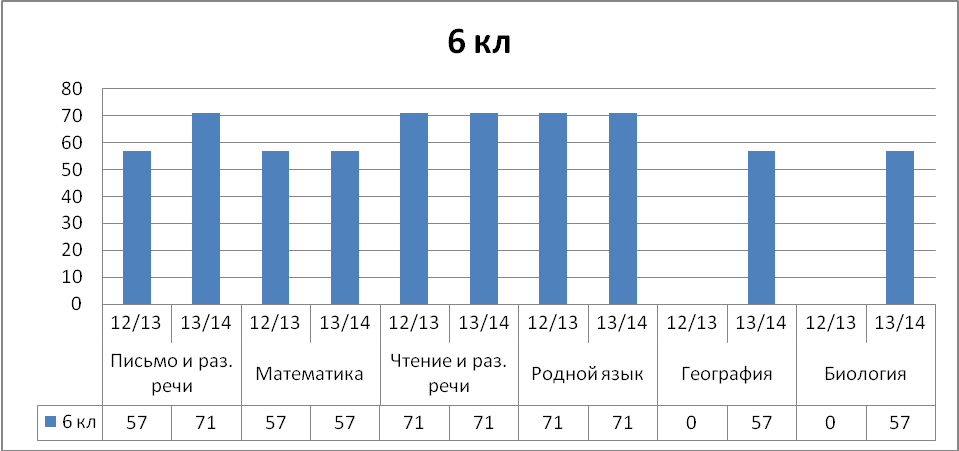 6 кл
80
70
60
50
40
30
20
10
0
12/13 13/14 12/13 13/14 12/13 13/14 12/13 13/14 12/13 13/14 12/13 13/14
Письмо и раз. речи Математика Чтение и раз. речи Родной язык География Биология
6 кл 57 71 57 57 71 71 71 71 0 57 0 57